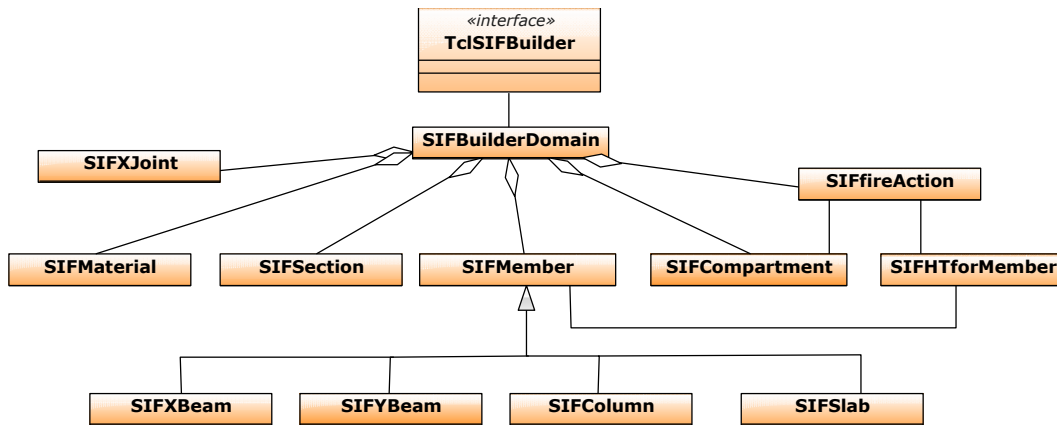 «interface»
TclSIFBuilder
SIFBuilderDomain
SIFXJoint
SIFfireAction
SIFMaterial
SIFSection
SIFMember
SIFCompartment
SIFHTforMember
SIFXBeam
SIFYBeam
SIFColumn
SIFSlab